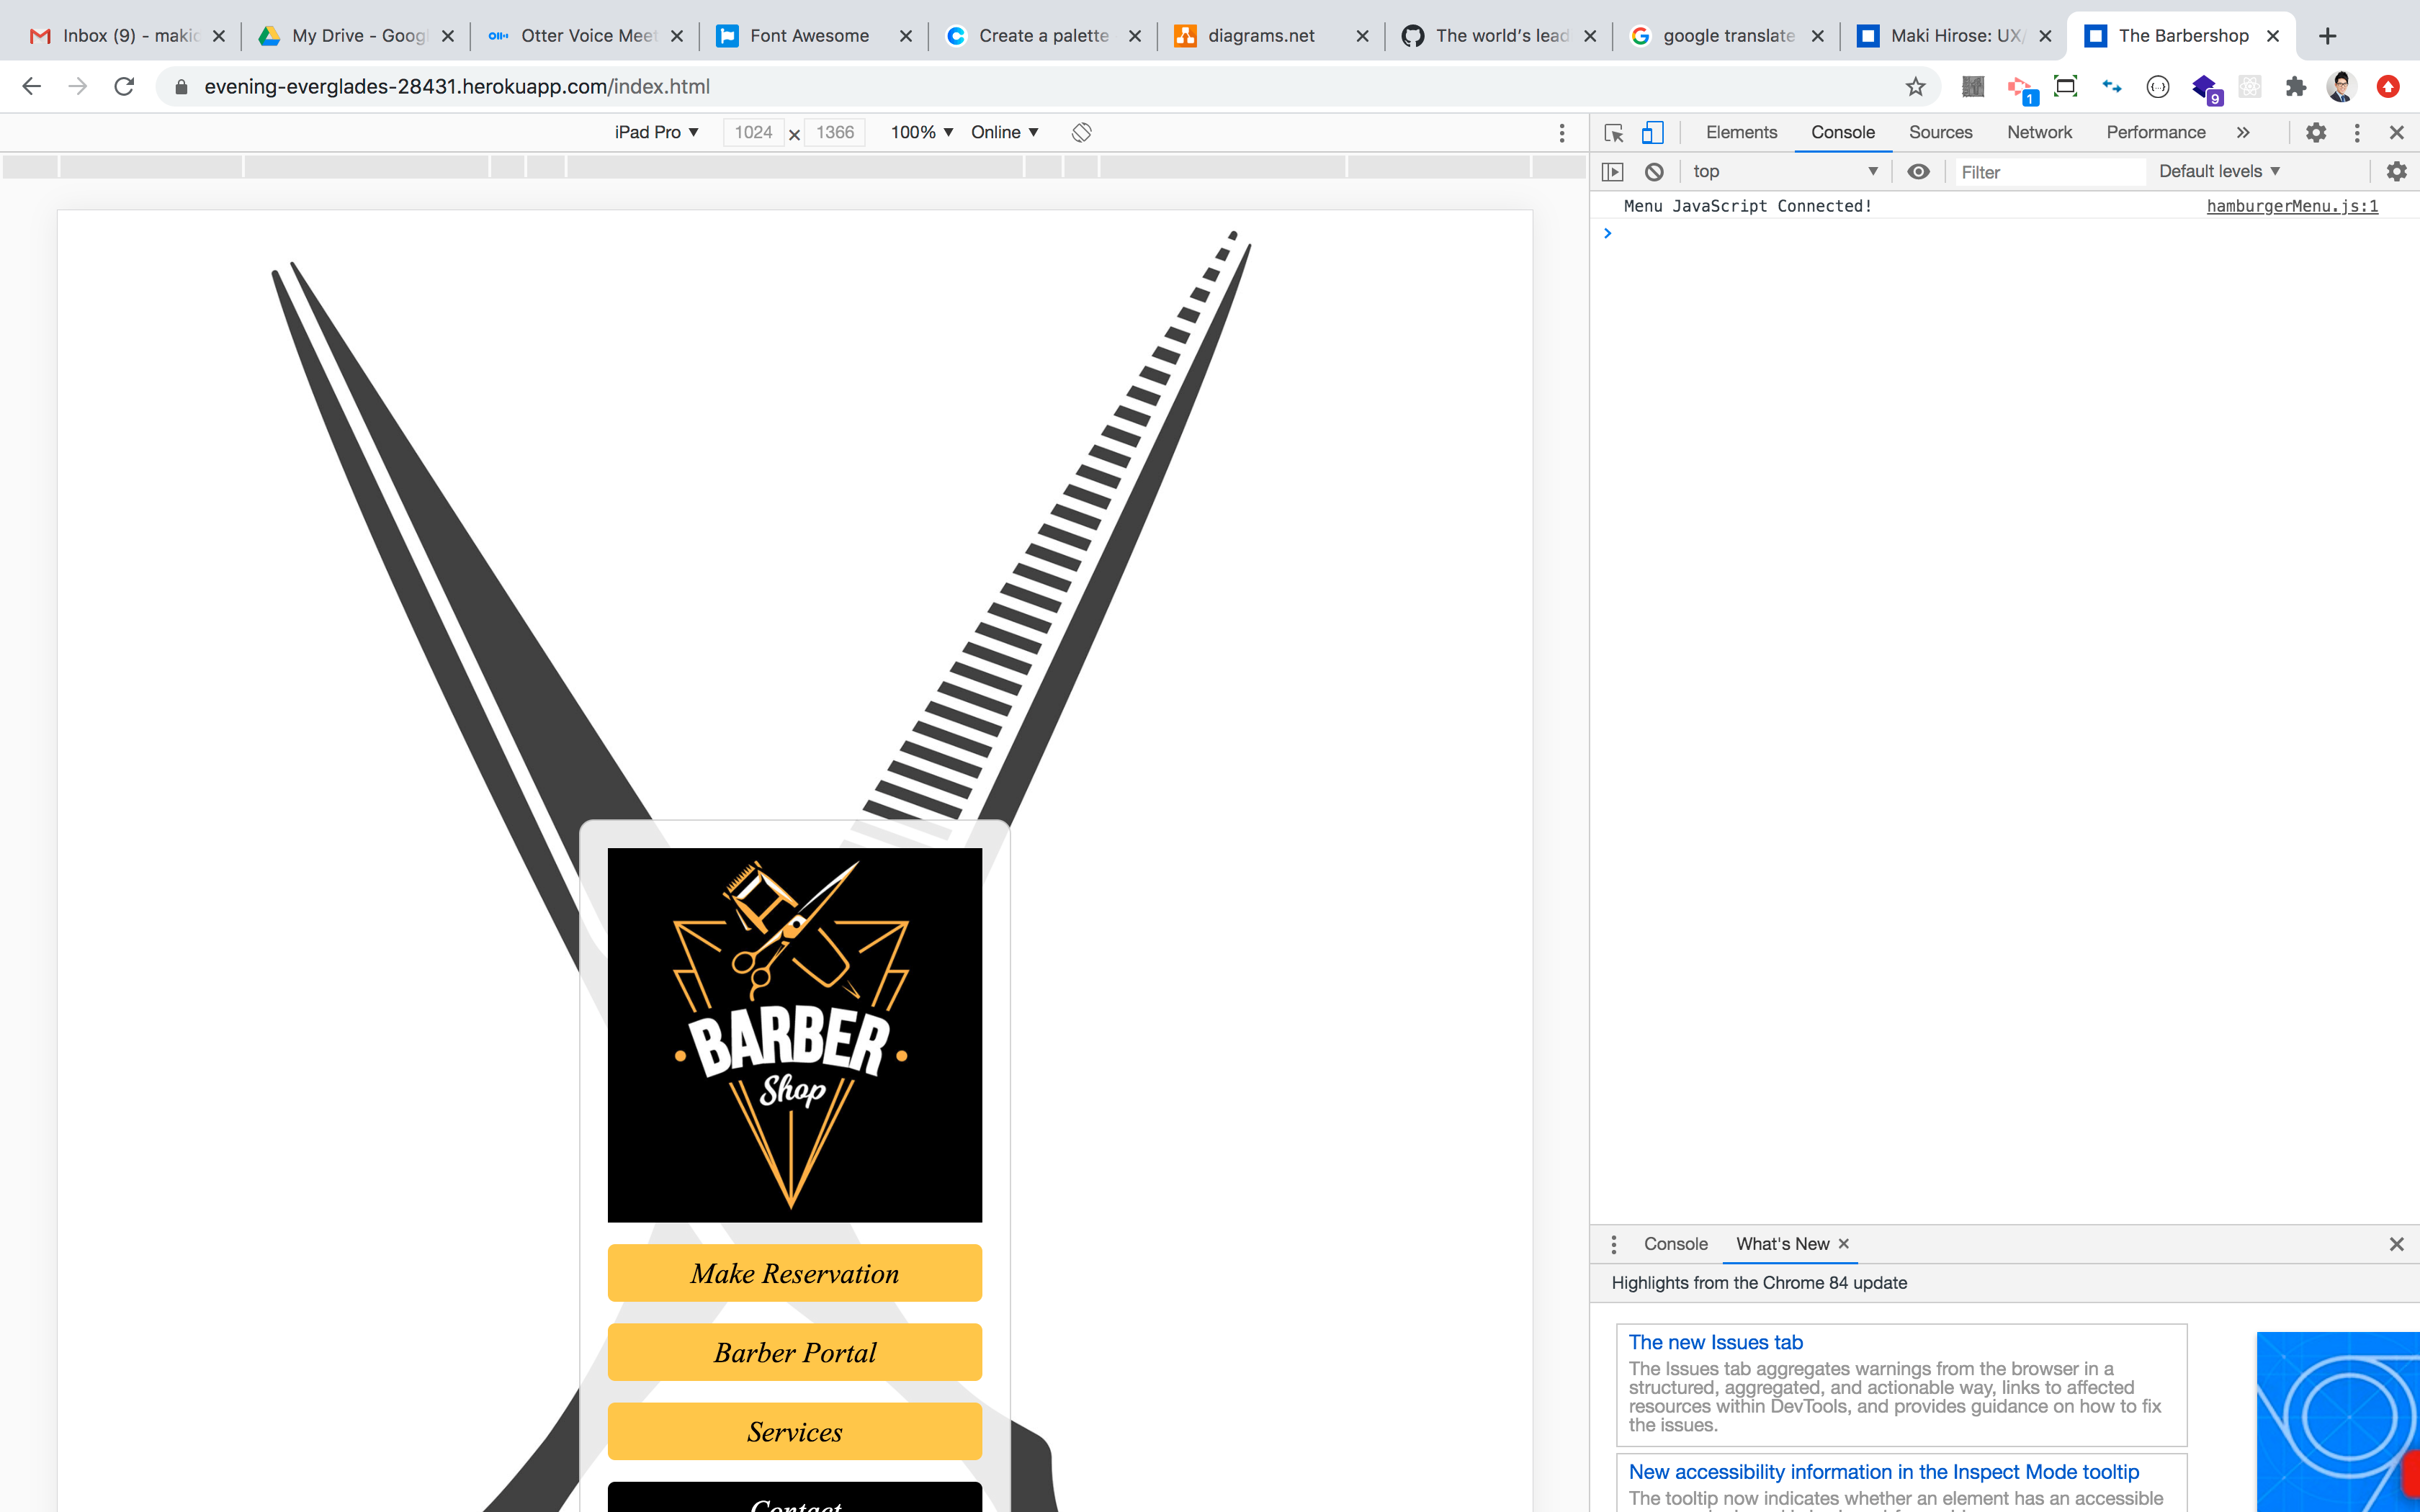 Inbox (9) - makic
My Drive - Googl
Otter Voice Meet
Font Awesome
Create a palette
diagrams.net
The world's lead
google translate
Maki Hirose: UX/
The Barbershop
evening-everglades-28431.herokuapp.com/index.html
1
9
iPad Pro ▼ 1024 × 1366 100% ▼ Online ▼
Elements Console Sources Network Performance »
top Filter Default levels ▼
Menu JavaScript Connected! hamburgerMenu.js:1
BARBER
Shop
Make Reservation
Barber Portal
Services
Contact
Console What's New
Highlights from the Chrome 84 update
The new Issues tab
The Issues tab aggregates warnings from the browser in a
structured, aggregated, and actionable way, links to affected
resources within DevTools, and provides guidance on how to fix
the issues.
New accessibility information in the Inspect Mode tooltip
The tooltip now indicates whether an element has an accessible